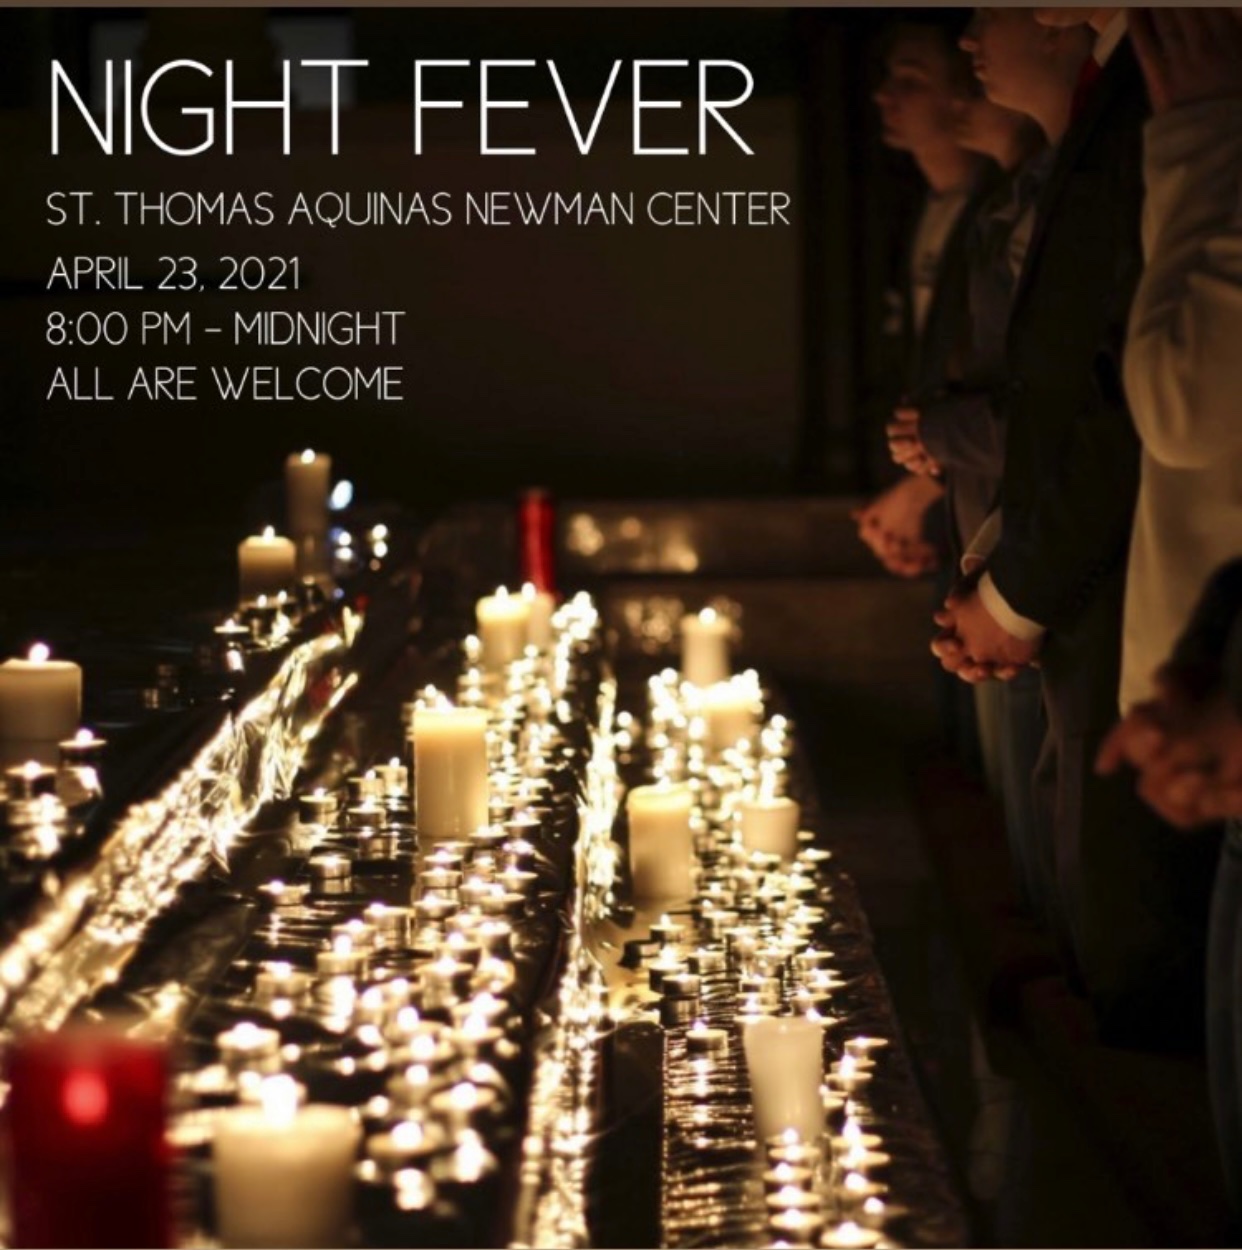 NIGHT FEVER
ST. THOMAS AQUINAS NEWMAN CENTER
APRIL 23, 2021
8:00 PM – MIDNIGHT
ALL ARE WELCOME